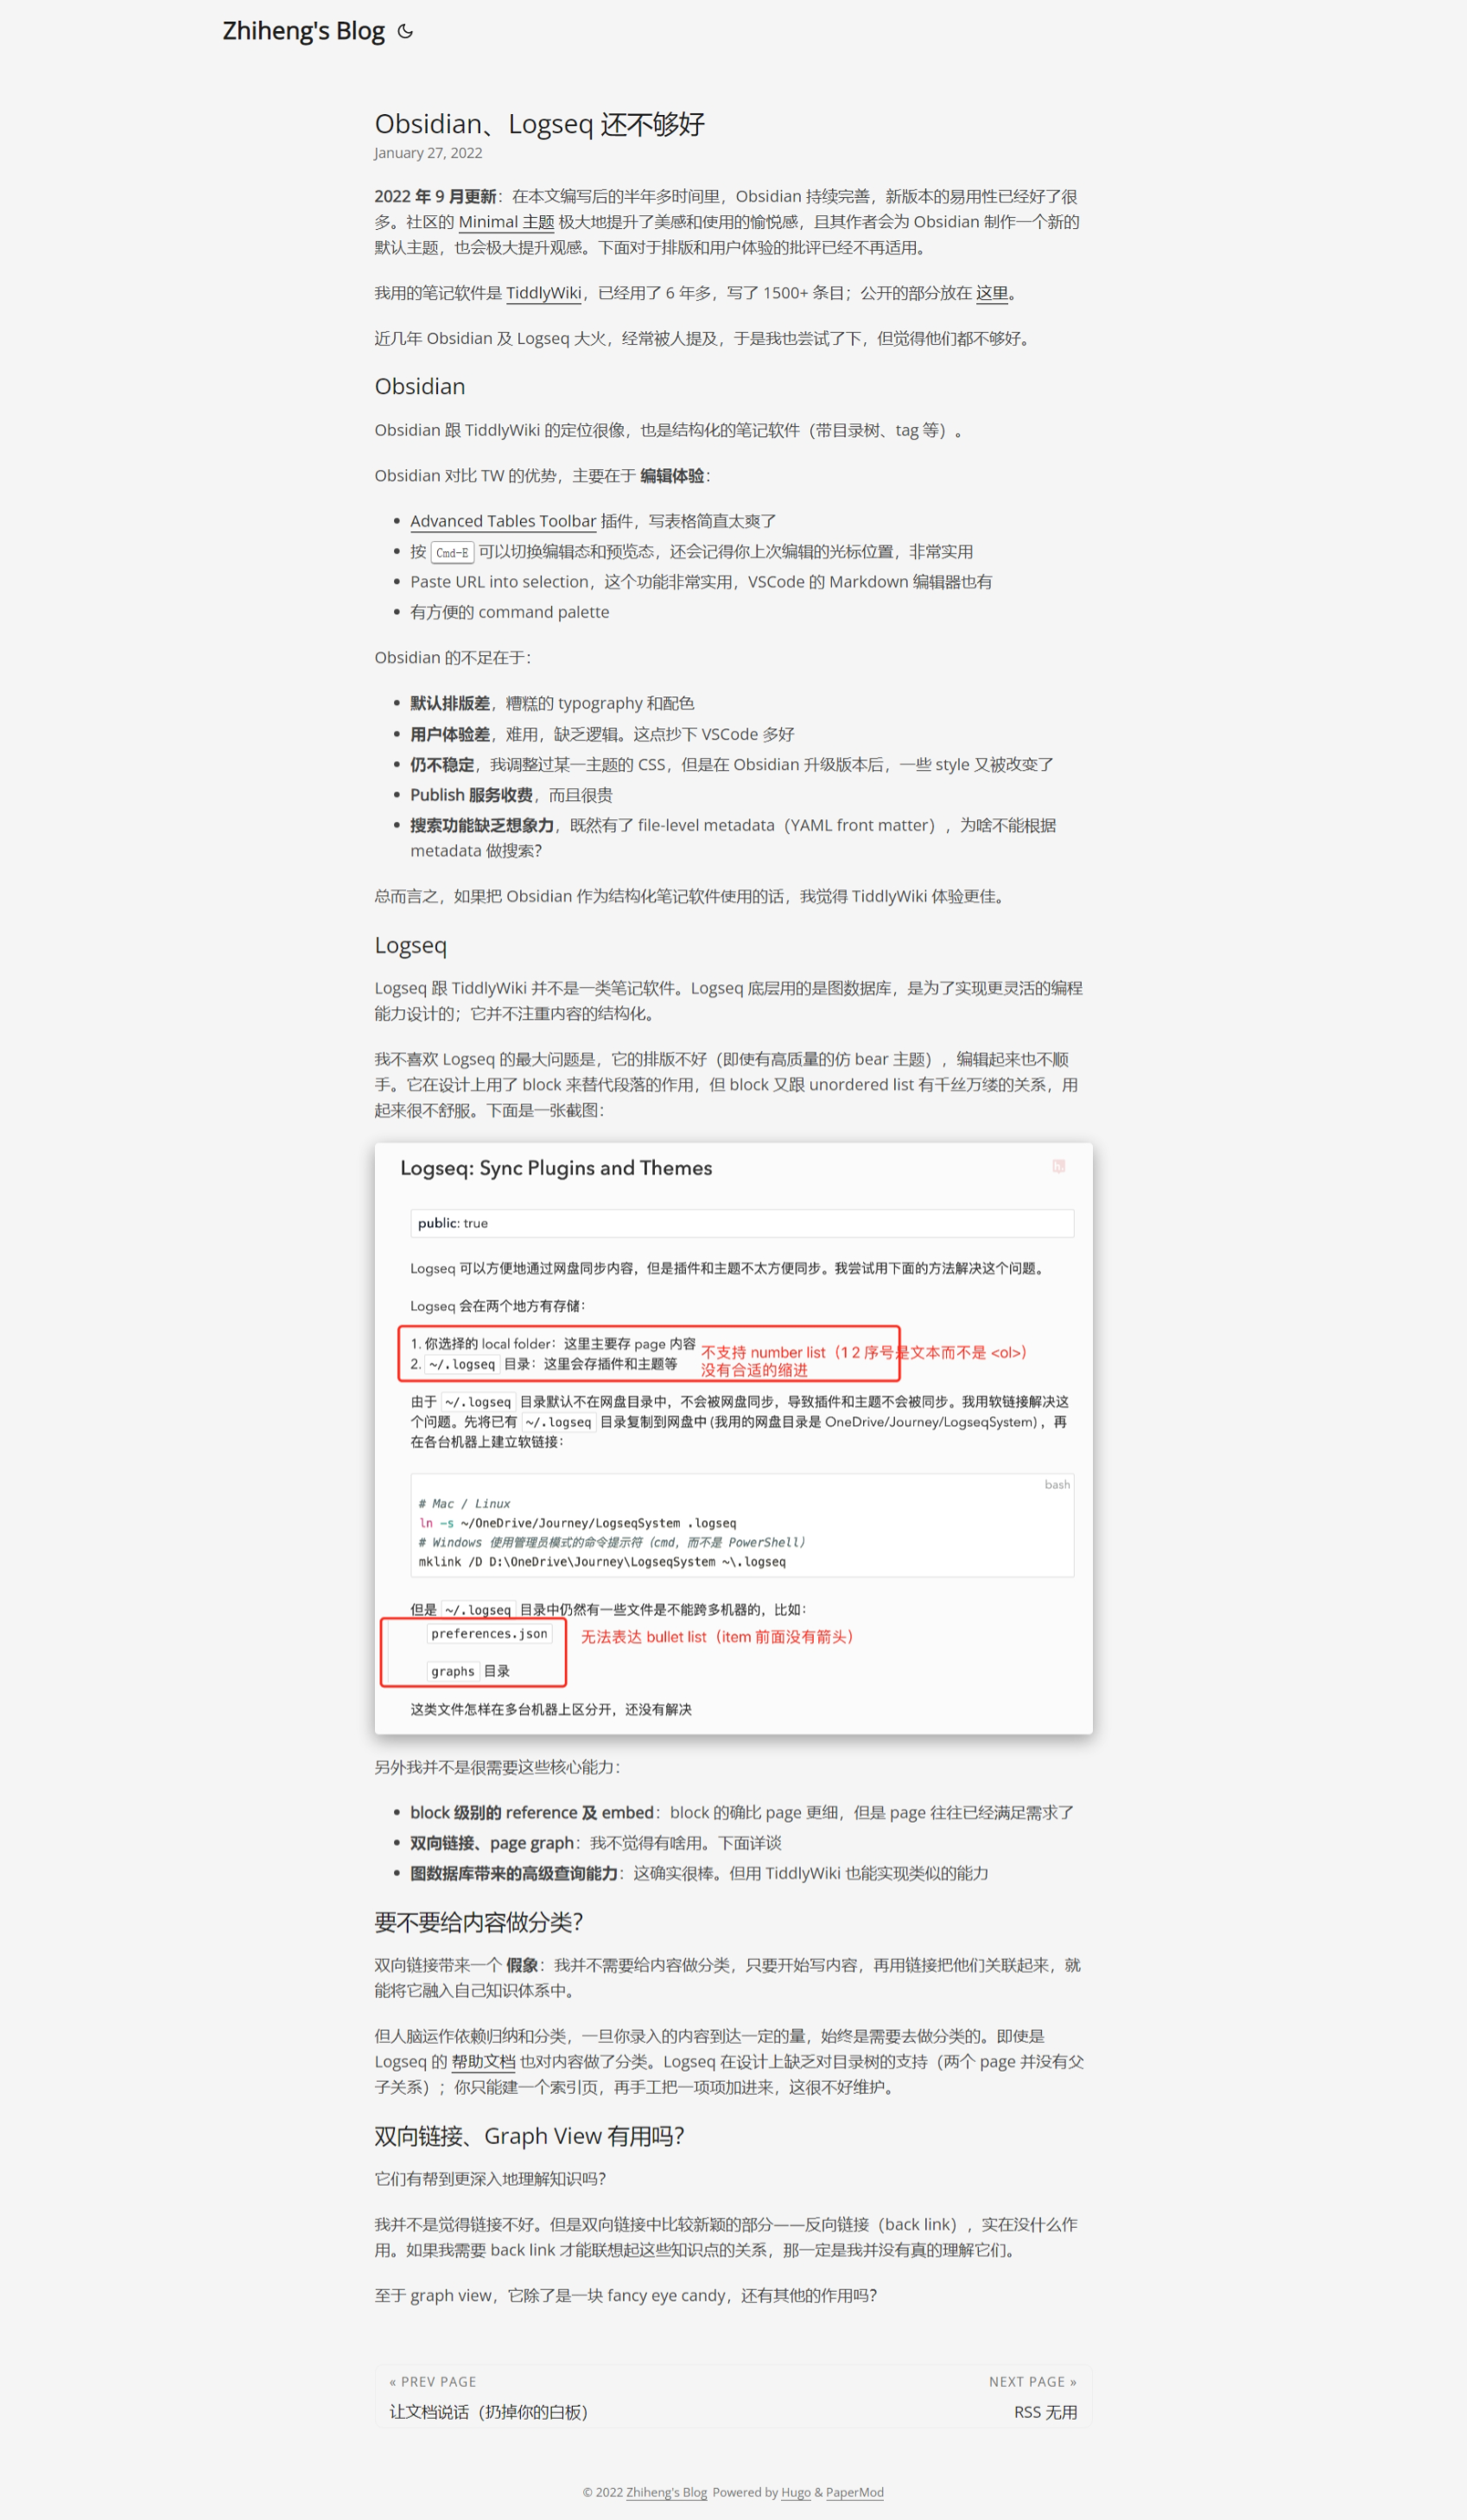 Zhiheng's Blog
Obsidian、Logseq 还不够好
January 27, 2022
2022 年 9 月更新：在本文编写后的半年多时间里，Obsidian 持续完善，新版本的易用性已经好了很
多。社区的 Minimal 主题 极大地提升了美感和使用的愉悦感，且其作者会为 Obsidian 制作一个新的
默认主题，也会极大提升观感。下面对于排版和用户体验的批评已经不再适用。
我用的笔记软件是 TiddlyWiki，已经用了 6 年多，写了 1500+ 条目；公开的部分放在 这里。
近几年 Obsidian 及 Logseq 大火，经常被人提及，于是我也尝试了下，但觉得他们都不够好。
Obsidian
Obsidian 跟 TiddlyWiki 的定位很像，也是结构化的笔记软件（带目录树、tag 等）。
Obsidian 对比 TW 的优势，主要在于 编辑体验：
• Advanced Tables Toolbar 插件，写表格简直太爽了
• 按 Cmd-E 可以切换编辑态和预览态，还会记得你上次编辑的光标位置，非常实用
• Paste URL into selection，这个功能非常实用，VSCode 的 Markdown 编辑器也有
• 有方便的 command palette
Obsidian 的不足在于：
• 默认排版差，糟糕的 typography 和配色
• 用户体验差，难用，缺乏逻辑。这点抄下 VSCode 多好
• 仍不稳定，我调整过某一主题的 CSS，但是在 Obsidian 升级版本后，一些 style 又被改变了
• Publish 服务收费，而且很贵
• 搜索功能缺乏想象力，既然有了 file-level metadata（YAML front matter），为啥不能根据
metadata 做搜索？
总而言之，如果把 Obsidian 作为结构化笔记软件使用的话，我觉得 TiddlyWiki 体验更佳。
Logseq
Logseq 跟 TiddlyWiki 并不是一类笔记软件。Logseq 底层用的是图数据库，是为了实现更灵活的编程
能力设计的；它并不注重内容的结构化。
我不喜欢 Logseq 的最大问题是，它的排版不好（即使有高质量的仿 bear 主题），编辑起来也不顺
手。它在设计上用了 block 来替代段落的作用，但 block 又跟 unordered list 有千丝万缕的关系，用
起来很不舒服。下面是一张截图：
Logseq: Sync Plugins and Themes
h.
public: true
Logseq 可以方便地通过网盘同步内容，但是插件和主题不太方便同步。我尝试用下面的方法解决这个问题。
Logseq 会在两个地方有存储：
1. 你选择的 local folder：这里主要存 page 内容
2. ~/.logseq 目录：这里会存插件和主题等
不支持 number list（1 2 序号是文本而不是 <ol>）
没有合适的缩进
由于 ~/.logseq 目录默认不在网盘目录中，不会被网盘同步，导致插件和主题不会被同步。我用软链接解决这
个问题。先将已有 ~/.logseq 目录复制到网盘中 (我用的网盘目录是 OneDrive/Journey/LogseqSystem)，再
在各台机器上建立软链接：
bash
# Mac / Linux
ln -s ~/OneDrive/Journey/LogseqSystem .logseq
# Windows 使用管理员模式的命令提示符（cmd，而不是 PowerShell）
mklink /D D:\OneDrive\Journey\LogseqSystem ~\.logseq
但是 ~/.logseq 目录中仍然有一些文件是不能跨多机器的，比如：
preferences.json
无法表达 bullet list（item 前面没有箭头）
graphs 目录
这类文件怎样在多台机器上区分开，还没有解决
另外我并不是很需要这些核心能力：
• block 级别的 reference 及 embed：block 的确比 page 更细，但是 page 往往已经满足需求了
• 双向链接、page graph：我不觉得有啥用。下面详谈
• 图数据库带来的高级查询能力：这确实很棒。但用 TiddlyWiki 也能实现类似的能力
要不要给内容做分类？
双向链接带来一个 假象：我并不需要给内容做分类，只要开始写内容，再用链接把他们关联起来，就
能将它融入自己知识体系中。
但人脑运作依赖归纳和分类，一旦你录入的内容到达一定的量，始终是需要去做分类的。即使是
Logseq 的 帮助文档 也对内容做了分类。Logseq 在设计上缺乏对目录树的支持（两个 page 并没有父
子关系）；你只能建一个索引页，再手工把一项项加进来，这很不好维护。
双向链接、Graph View 有用吗？
它们有帮到更深入地理解知识吗？
我并不是觉得链接不好。但是双向链接中比较新颖的部分——反向链接（back link），实在没什么作
用。如果我需要 back link 才能联想起这些知识点的关系，那一定是我并没有真的理解它们。
至于 graph view，它除了是一块 fancy eye candy，还有其他的作用吗？
« PREV PAGE
让文档说话（扔掉你的白板）
NEXT PAGE »
RSS 无用
© 2022 Zhiheng's Blog Powered by Hugo & PaperMod